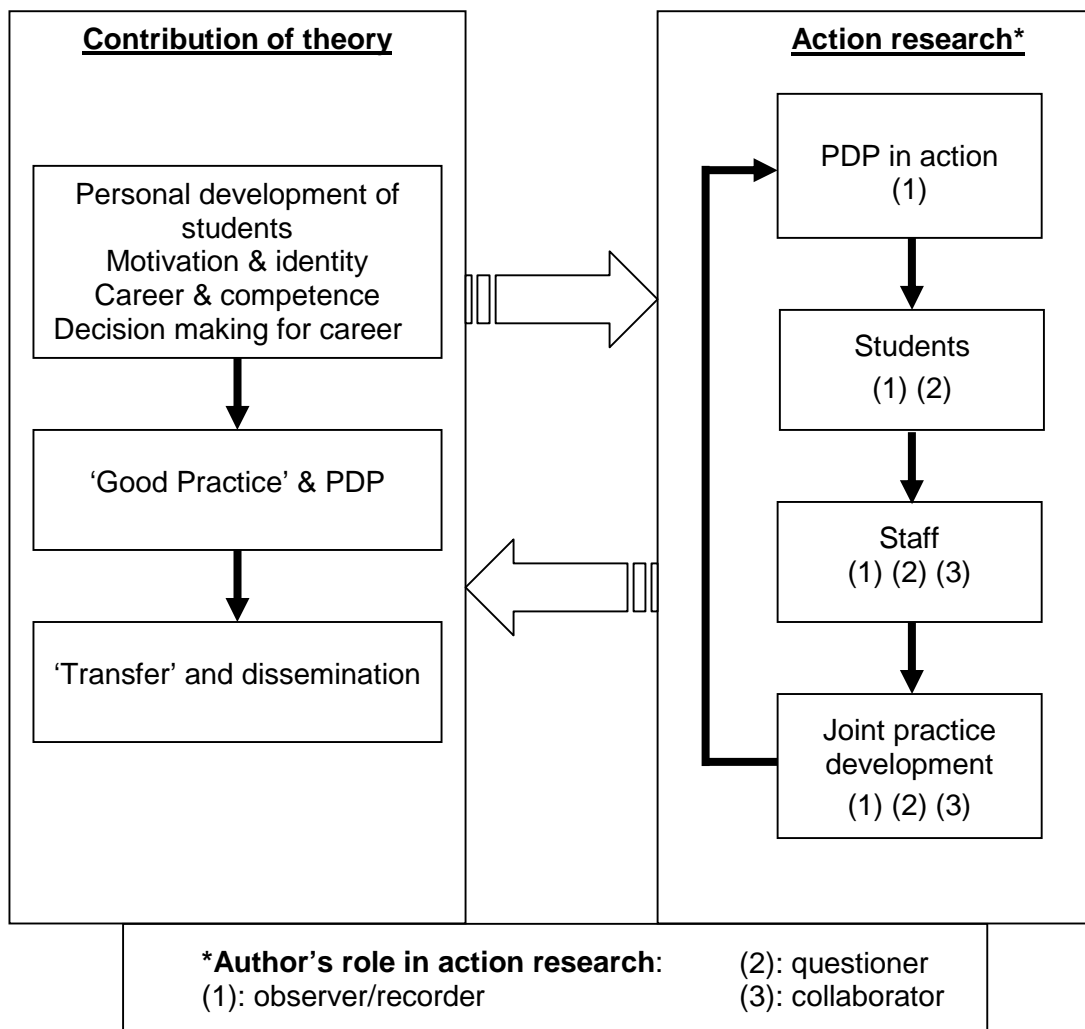 Contribution of theory
Personal development of
students
Motivation & identity
Career & competence
Decision making for career
‘Good Practice’ & PDP
‘Transfer’ and dissemination
Action research*
PDP in action
(1)
Students
(1) (2)
Staff
(1) (2) (3)
Joint practice
development
(1) (2) (3)
*Author’s role in action research: (2): questioner
(1): observer/recorder (3): collaborator